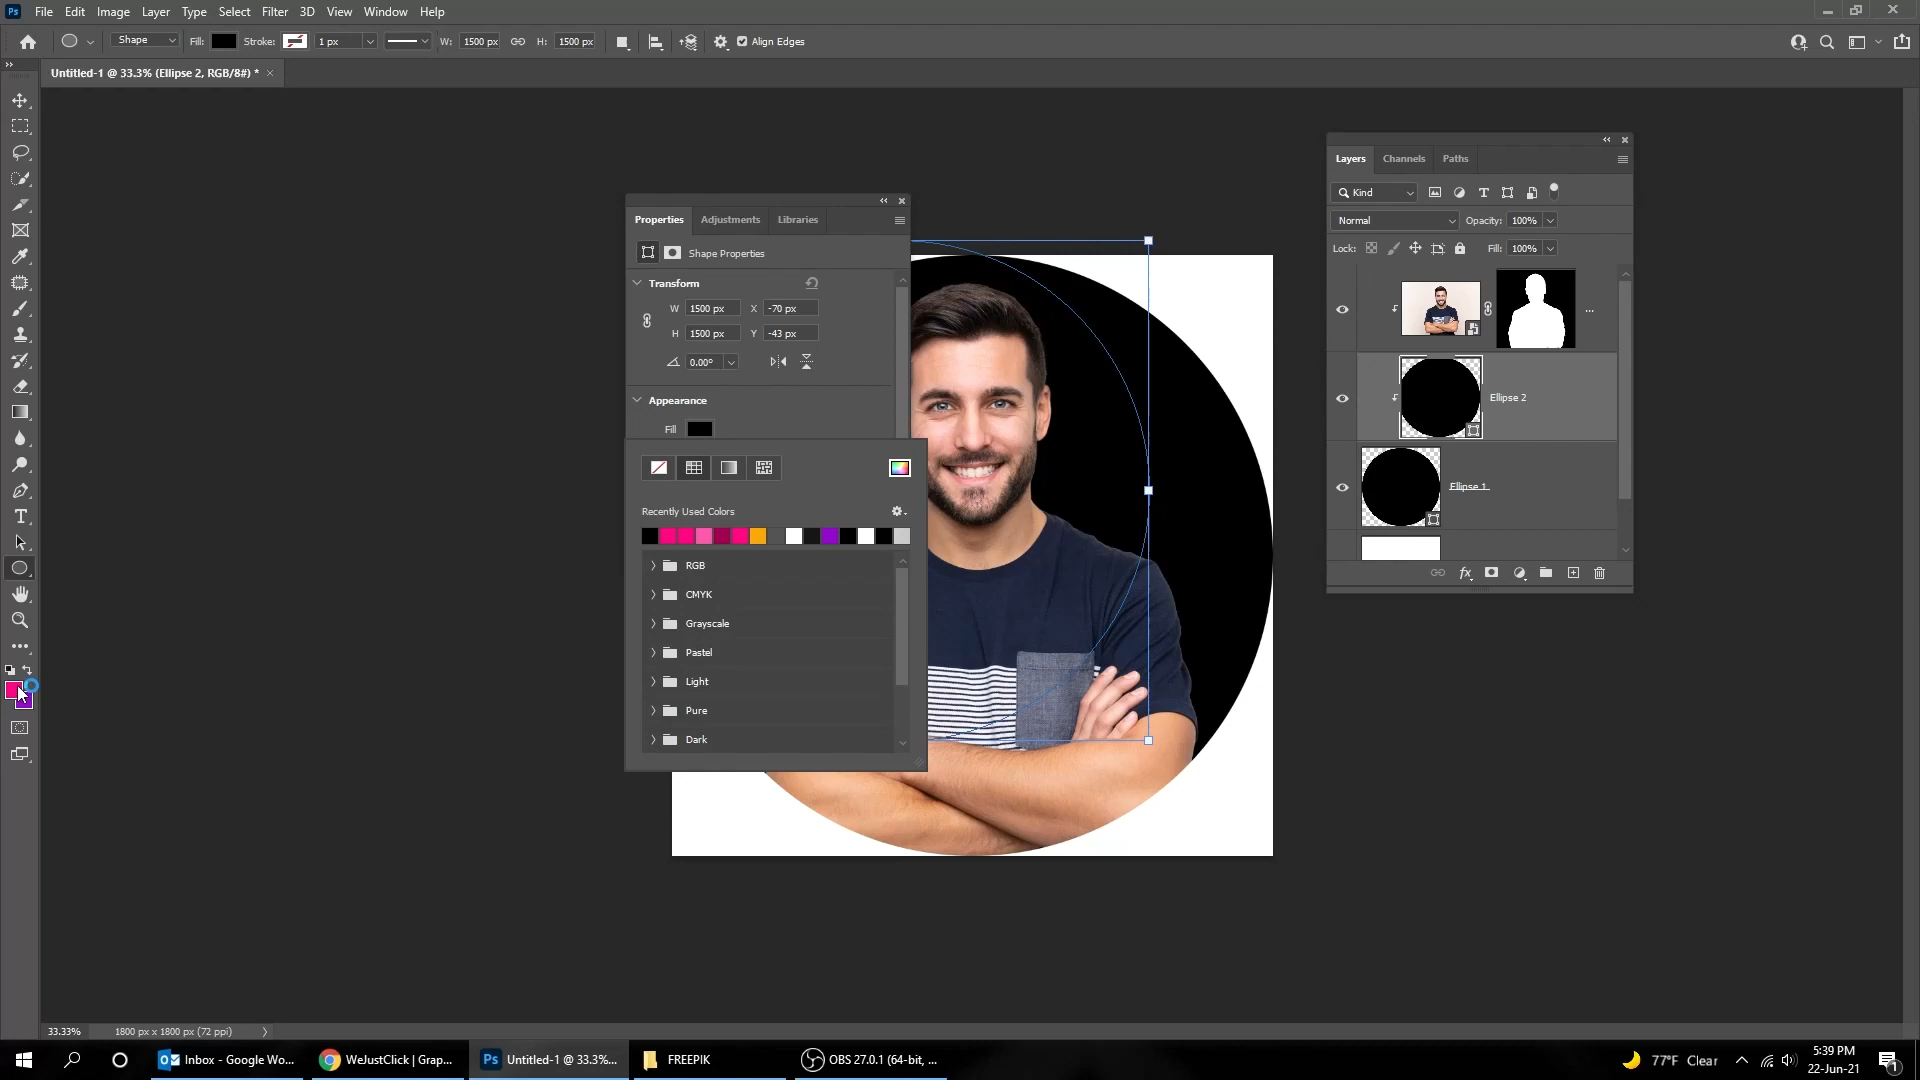 File Edit Image Layer Type Select Filter 3D View Window Help
Shape Fill: Stroke: 1 px W: 1500 px H: 1500 px Align Edges
Untitled-1 @ 33.3% (Ellipse 2, RGB/8#) *
Properties Adjustments Libraries
Shape Properties
Transform
W 1500 px X -70 px
H 1500 px Y -43 px
0.00°
Appearance
Fill
Recently Used Colors
RGB
CMYK
Grayscale
Pastel
Light
Pure
Dark
Layers Channels Paths
Kind
Normal Opacity: 100%
Lock: Fill: 100%
...
Ellipse 2
Ellipse 1
fx
33.33% 1800 px x 1800 px (72 ppi)
Inbox - Google Wo...
WeJustClick | Grap...
Untitled-1 @ 33.3%...
FREEPIK
OBS 27.0.1 (64-bit, ...
77°F Clear
5:39 PM
22-Jun-21
1
Ps
Ps